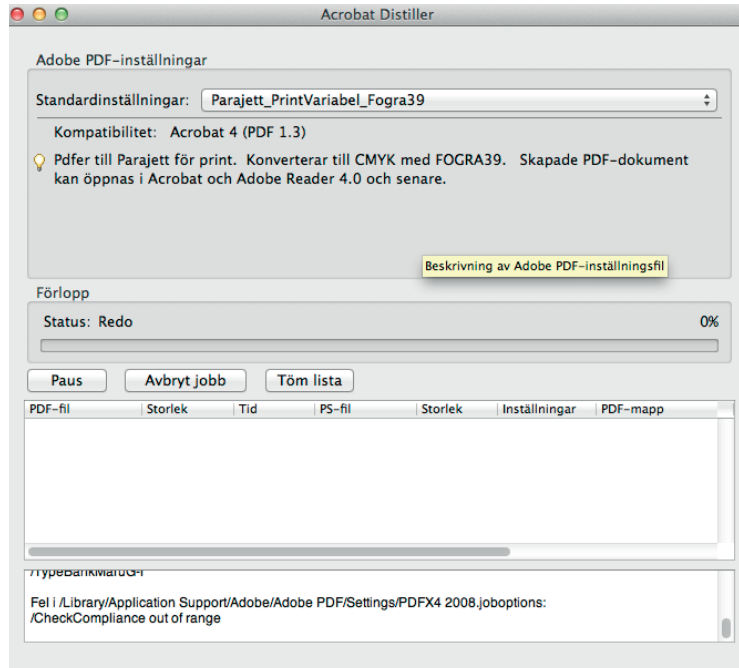 Acrobat Distiller
Adobe PDF-inställningar
Standardinställningar: Parajett_PrintVariabel_Fogra39
Kompatibilitet: Acrobat 4 (PDF 1.3)
Pdfer till Parajett för print. Konverterar till CMYK med FOGRA39. Skapade PDF-dokument
kan öppnas i Acrobat och Adobe Reader 4.0 och senare.
Beskrivning av Adobe PDF-inställningsfil
Förlopp
Status: Redo 0%
Paus Avbryt jobb Töm lista
PDF-fil Storlek Tid PS-fil Storlek Inställningar PDF-mapp
/TypeBankMaruG-
Fel i /Library/Application Support/Adobe/Adobe PDF/Settings/PDFX4 2008.joboptions:
/CheckCompliance out of range